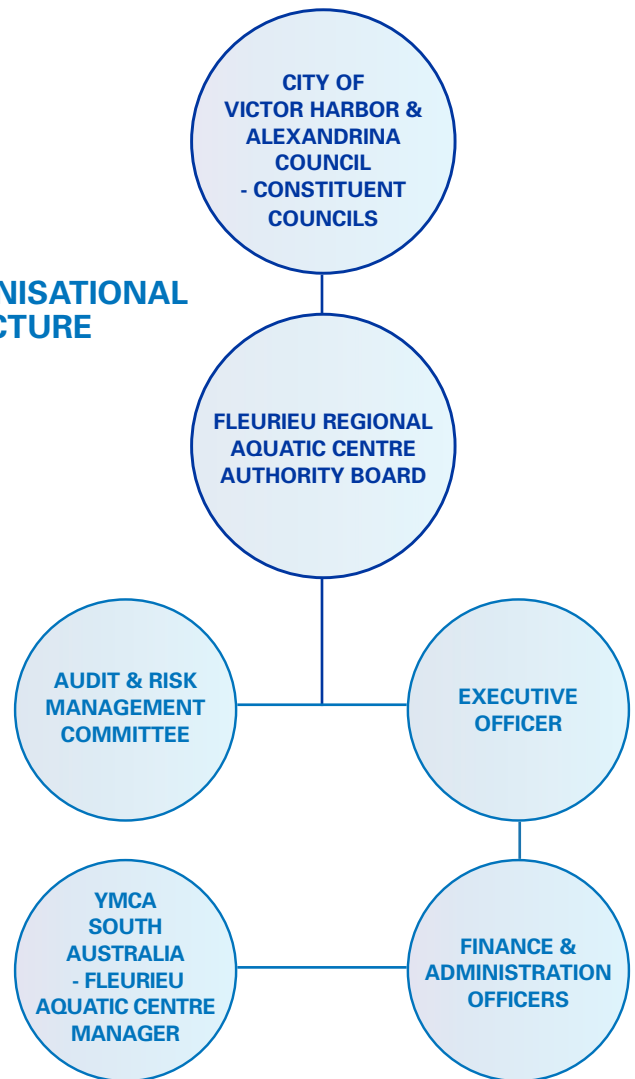 CITY OF
VICTOR HARBOR &
ALEXANDRINA
COUNCIL
- CONSTITUENT
COUNCILS
NISATIONAL
CTURE
FLEURIEU REGIONAL
AQUATIC CENTRE
AUTHORITY BOARD
AUDIT & RISK
MANAGEMENT
COMMITTEE
EXECUTIVE
OFFICER
YMCA
SOUTH
AUSTRALIA
- FLEURIEU
AQUATIC CENTRE
MANAGER
FINANCE &
ADMINISTRATION
OFFICERS